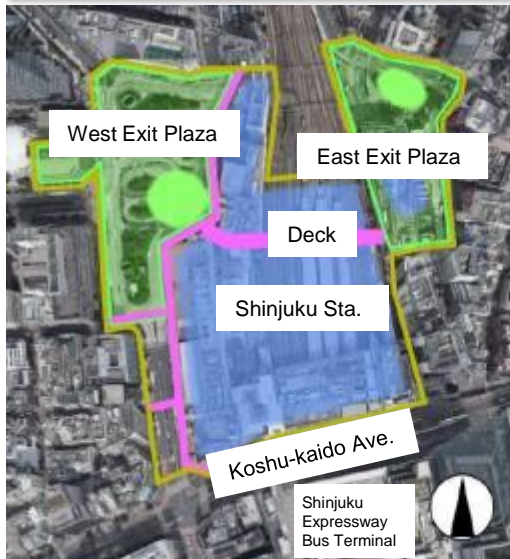 West Exit Plaza
East Exit Plaza
Deck
Shinjuku Sta.
Koshu-kaido Ave.
Shinjuku
Expressway
Bus Terminal